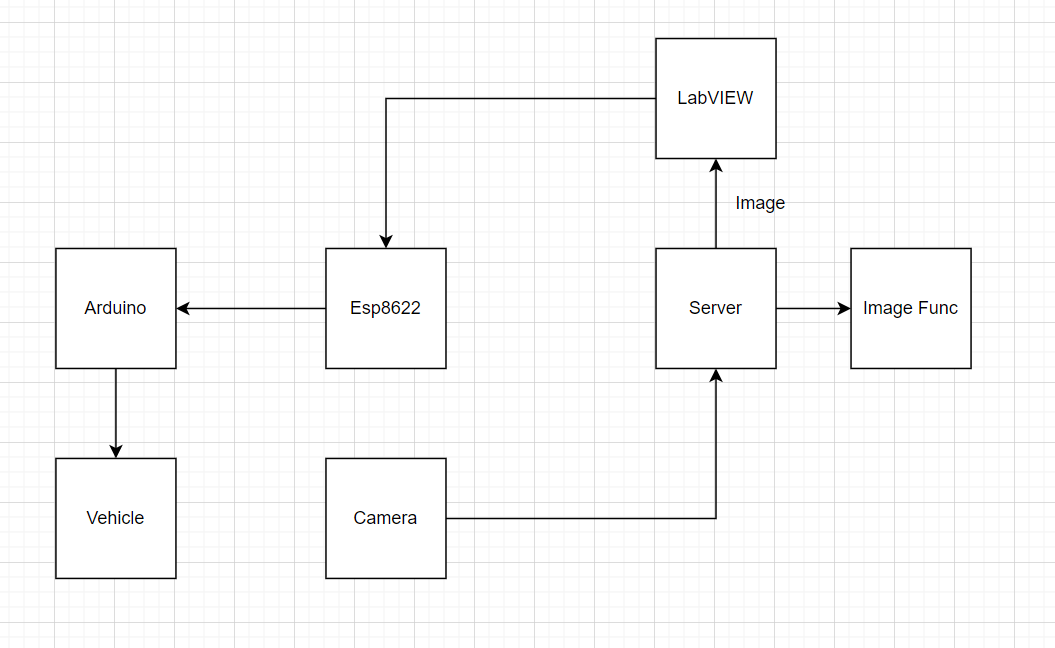 LabVIEW
Image
Arduino
Esp8622
Server
Image Func
Vehicle
Camera